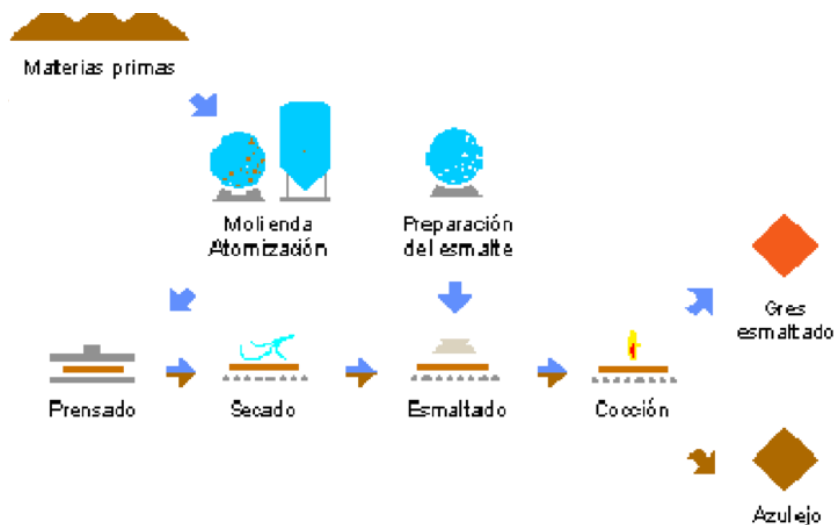 Materias primas
Molienda
Atomización
Preparación
del esmalte
Gres
esmaltado
Prensado
Secado
Esmaltado
Cocción
Azulejo